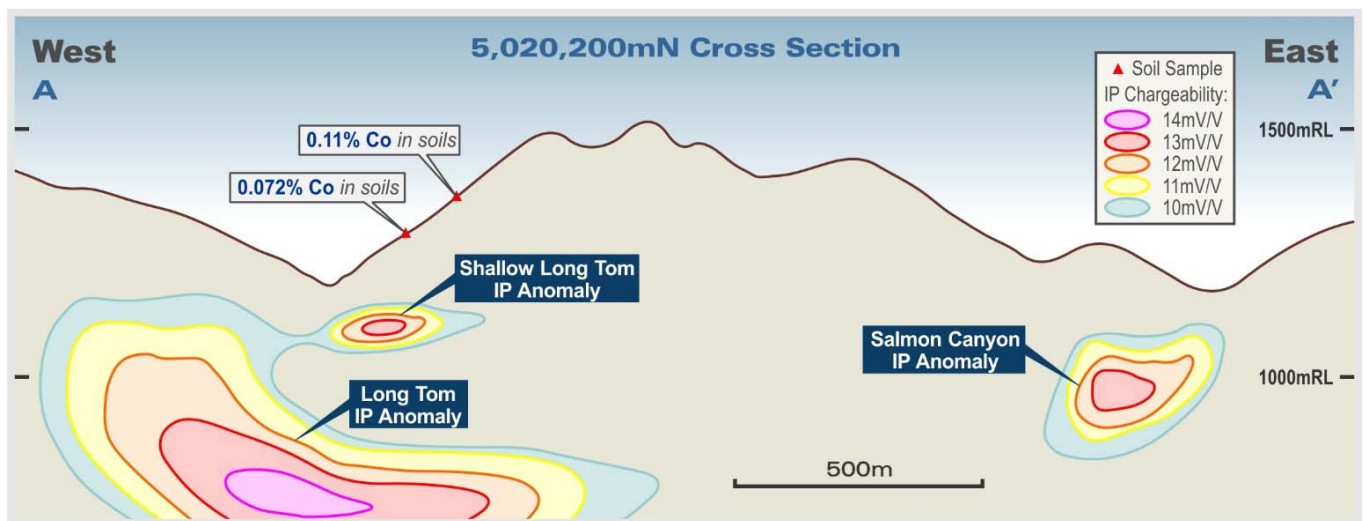 West
A
5,020,200mN Cross Section
East
A'
Soil Sample
IP Chargeability:
14mV/V
13mV/V
12mV/V
11mV/V
10mV/V
1500mRL
0.11% Co in soils
0.072% Co in soils
Shallow Long Tom
IP Anomaly
Salmon Canyon
IP Anomaly
1000mRL
Long Tom
IP Anomaly
500m